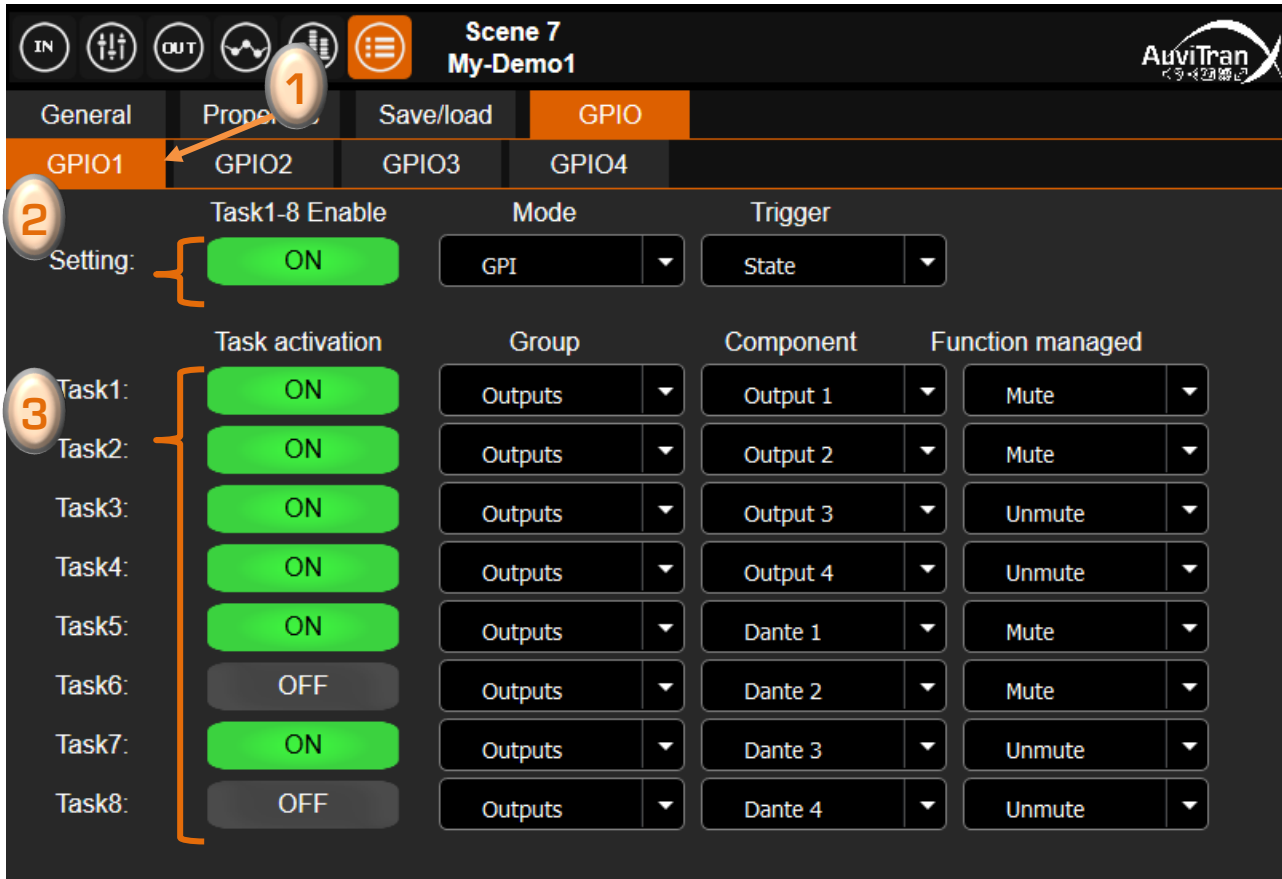 IN
OUT
Scene 7
My-Demo1
AuviTran
1
General Save/load GPIO
GPIO1 GPIO2 GPIO3 GPIO4
2
Task1-8 Enable Mode Trigger
Setting: ON GPI State
Task activation Group Component Function managed
3
Task1: ON Outputs Output 1 Mute
Task2: ON Outputs Output 2 Mute
Task3: ON Outputs Output 3 Unmute
Task4: ON Outputs Output 4 Unmute
Task5: ON Outputs Dante 1 Mute
Task6: OFF Outputs Dante 2 Mute
Task7: ON Outputs Dante 3 Unmute
Task8: OFF Outputs Dante 4 Unmute